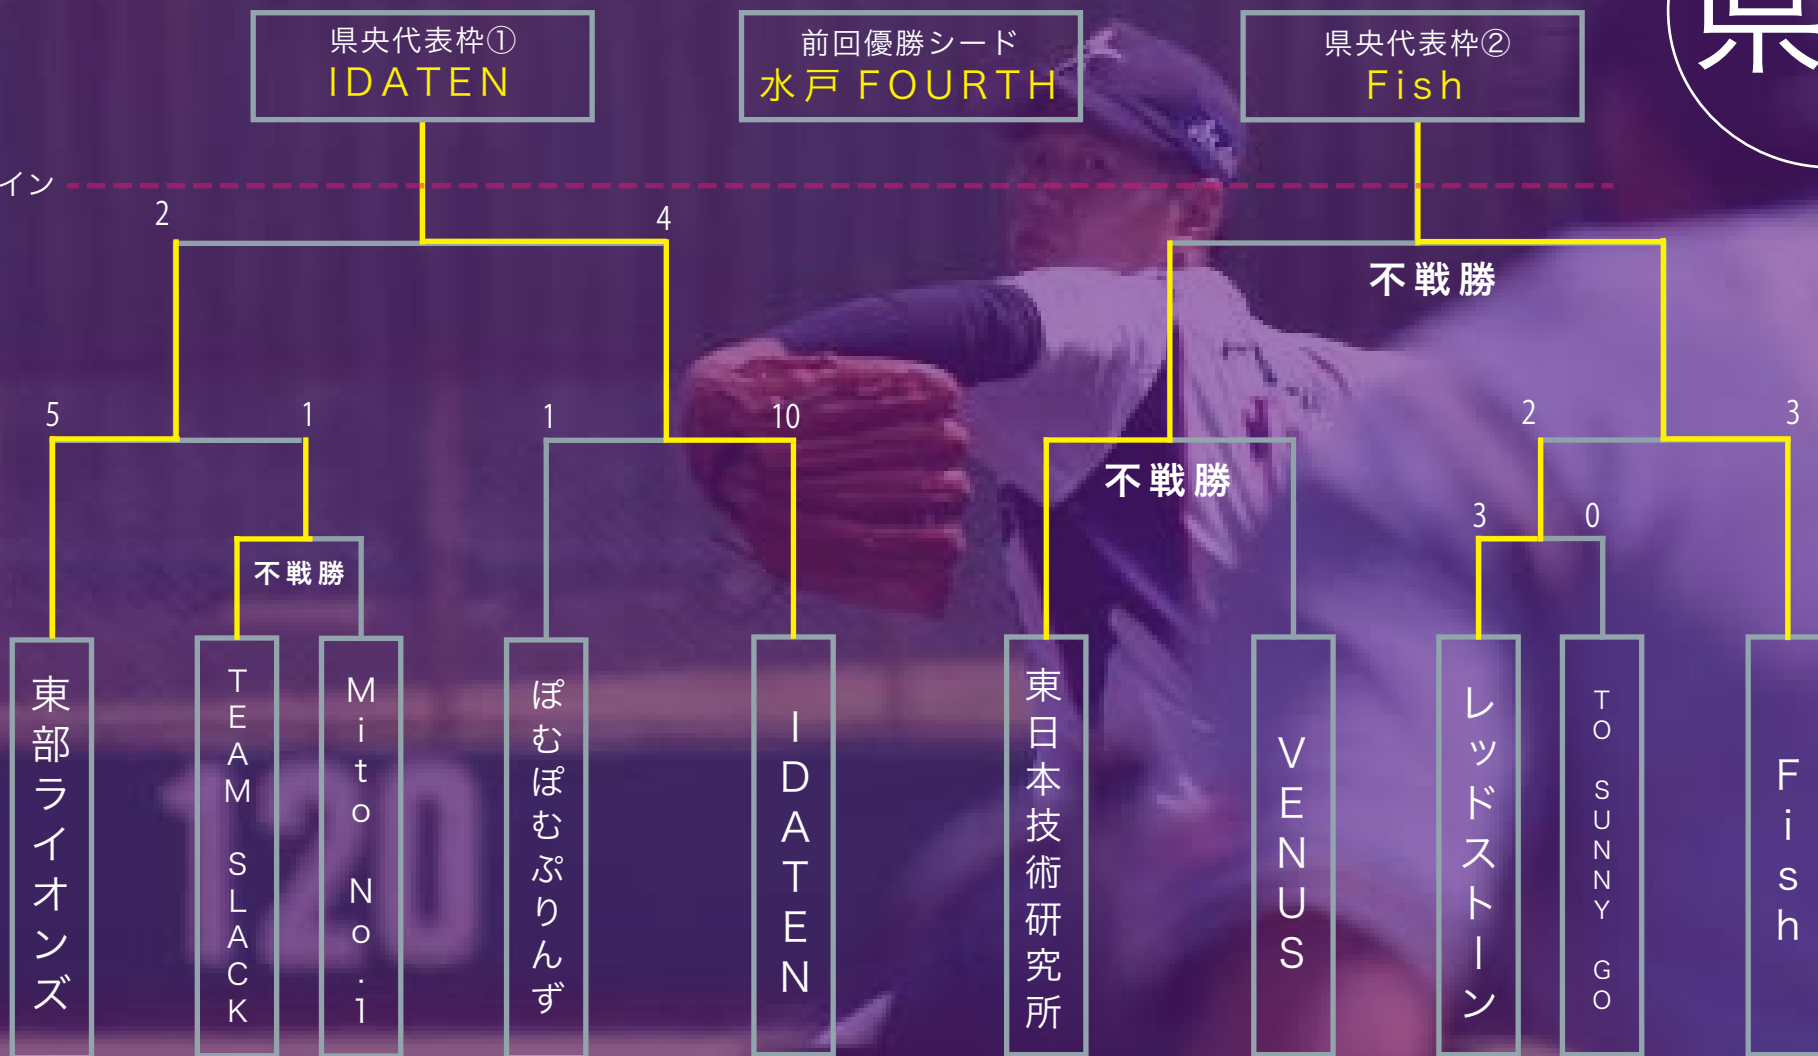 県央代表枠①
IDATEN
前回優勝シード
水戸 FOURTH
県央代表枠②
Fish
県
イン
2
4
不戦勝
5
1
1
10
不戦勝
2
3
不戦勝
3
0
東部ライオンズ
TEAM SLACK
Mito No.1
ぽむぽむぷりんず
IDATEN
東日本技術研究所
VENUS
レッドストーン
TO SUNNY GO
Fish
120